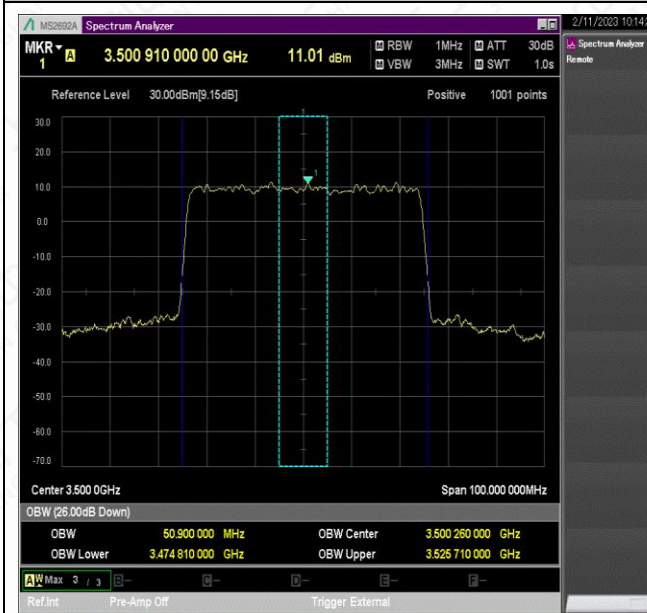 MS2692A Spectrum Analyzer
2/11/2023 10:14:2
MKR 1 A 3.500 910 000 00 GHz 11.01 dBm M RBW 1MHz M ATT 30dB
M VBW 3MHz M SWT 1.0s
Spectrum Analyzer
Remote
Reference Level 30.00dBm[9.15dB] Positive 1001 points
30.0
20.0
10.0
0.0
-10.0
-20.0
-30.0
-40.0
-50.0
-60.0
-70.0
1
1
Center 3.500 0GHz Span 100.000 000MHz
OBW (26.00dB Down)
OBW 50.900 000 MHz OBW Center 3.500 260 000 GHz
OBW Lower 3.474 810 000 GHz OBW Upper 3.525 710 000 GHz
A W Max 3 / 3 B- C- D- E- F-
Ref.Int Pre-Amp Off Trigger External